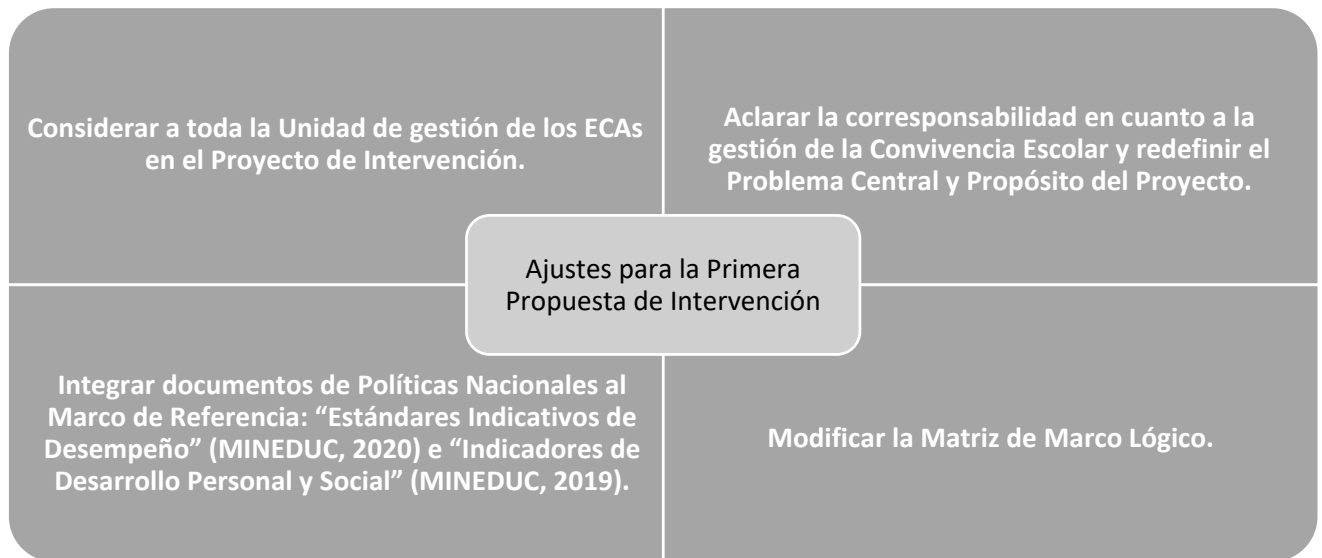 Considerar a toda la Unidad de gestión de los ECAs
en el Proyecto de Intervención.
Aclarar la corresponsabilidad en cuanto a la
gestión de la Convivencia Escolar y redefinir el
Problema Central y Propósito del Proyecto.
Ajustes para la Primera
Propuesta de Intervención
Integrar documentos de Políticas Nacionales al
Marco de Referencia: “Estándares Indicativos de
Desempeño” (MINEDUC, 2020) e “Indicadores de
Desarrollo Personal y Social” (MINEDUC, 2019).
Modificar la Matriz de Marco Lógico.